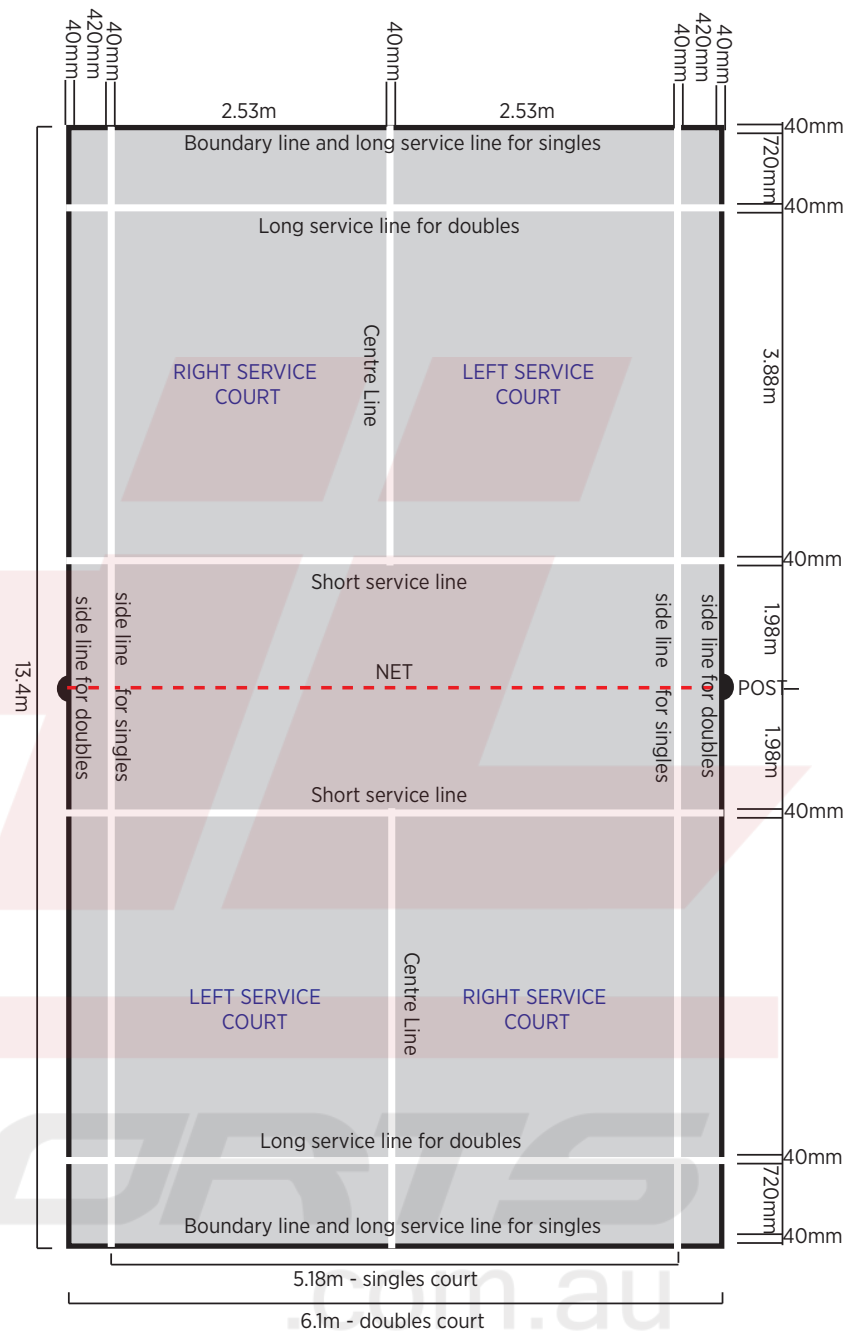 40mm
420mm
40mm
40mm
40mm
420mm
40mm
2.53m
2.53m
40mm
Boundary line and long service line for singles
720mm
40mm
Long service line for doubles
Centre Line
3.88m
RIGHT SERVICE
COURT
LEFT SERVICE
COURT
40mm
Short service line
side line for doubles
side line for singles
side line for singles
side line for doubles
1.98m
13.4m
NET
POST
1.98m
Short service line
40mm
Centre Line
LEFT SERVICE
COURT
RIGHT SERVICE
COURT
ORTS
Long service line for doubles
40mm
720mm
Boundary line and long service line for singles
40mm
5.18m - singles court
.com.au
6.1m - doubles court